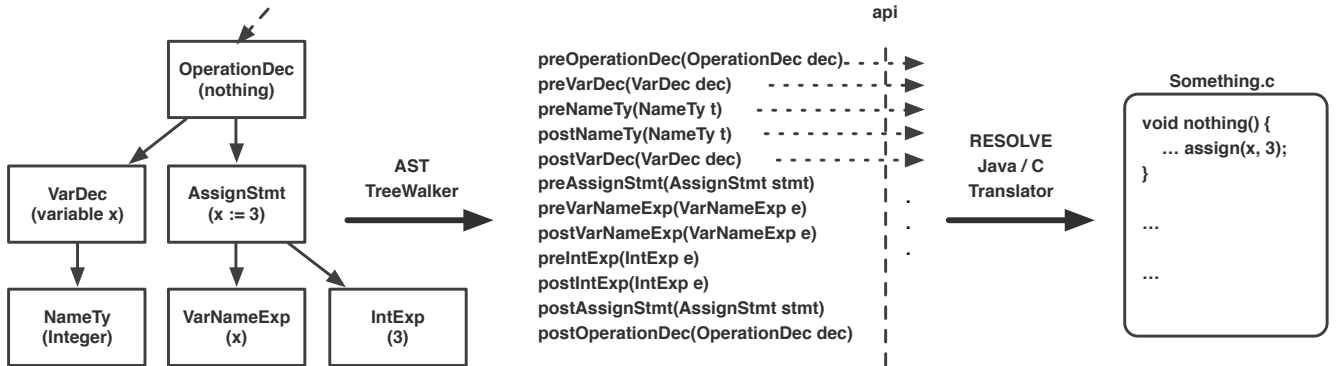 OperationDec
(nothing)
VarDec
(variable x)
AssignStmt
(x := 3)
NameTy
(Integer)
VarNameExp
(x)
IntExp
(3)
AST
TreeWalker
api
preOperationDec(OperationDec dec)
preVarDec(VarDec dec)
preNameTy(NameTy t)
postNameTy(NameTy t)
postVarDec(VarDec dec)
preAssignStmt(AssignStmt stmt)
preVarNameExp(VarNameExp e)
postVarNameExp(VarNameExp e)
preIntExp(IntExp e)
postIntExp(IntExp e)
postAssignStmt(AssignStmt stmt)
postOperationDec(OperationDec dec)
.
.
.
RESOLVE
Java / C
Translator
Something.c
void nothing() {
… assign(x, 3);
}
…
…